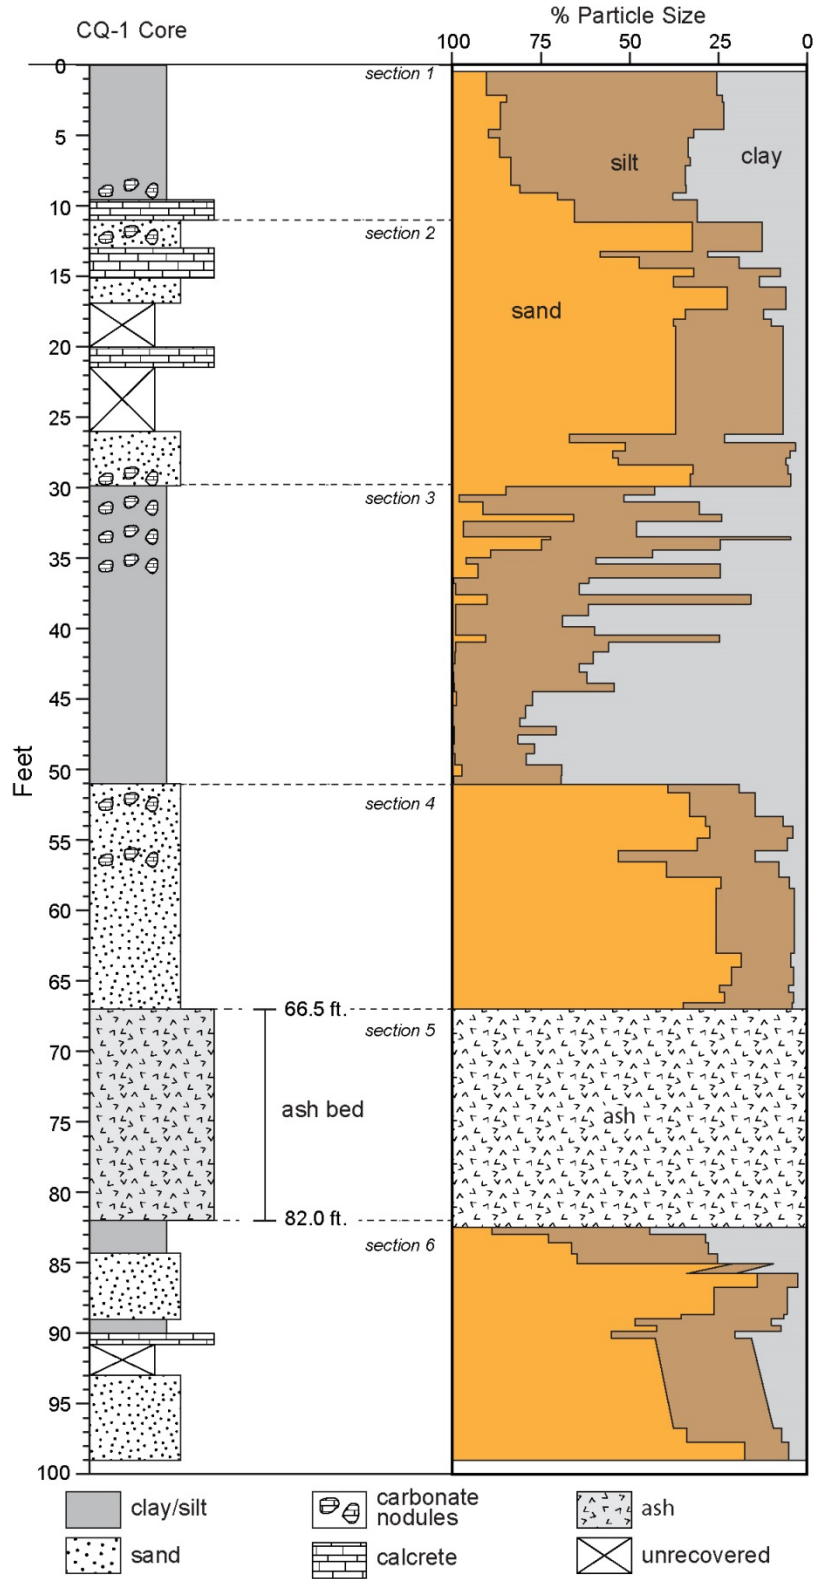 % Particle Size
CQ-1 Core
100 75 50 25 0
0
section 1
5
silt
clay
10
section 2
15
sand
20
25
30
section 3
35
40
45
50
section 4
55
60
65
66.5 ft.
section 5
70
ash bed
ash
75
80
82.0 ft.
section 6
85
90
95
100
Feet
clay/silt
carbonate
nodules
ash
sand
calcrete
unrecovered